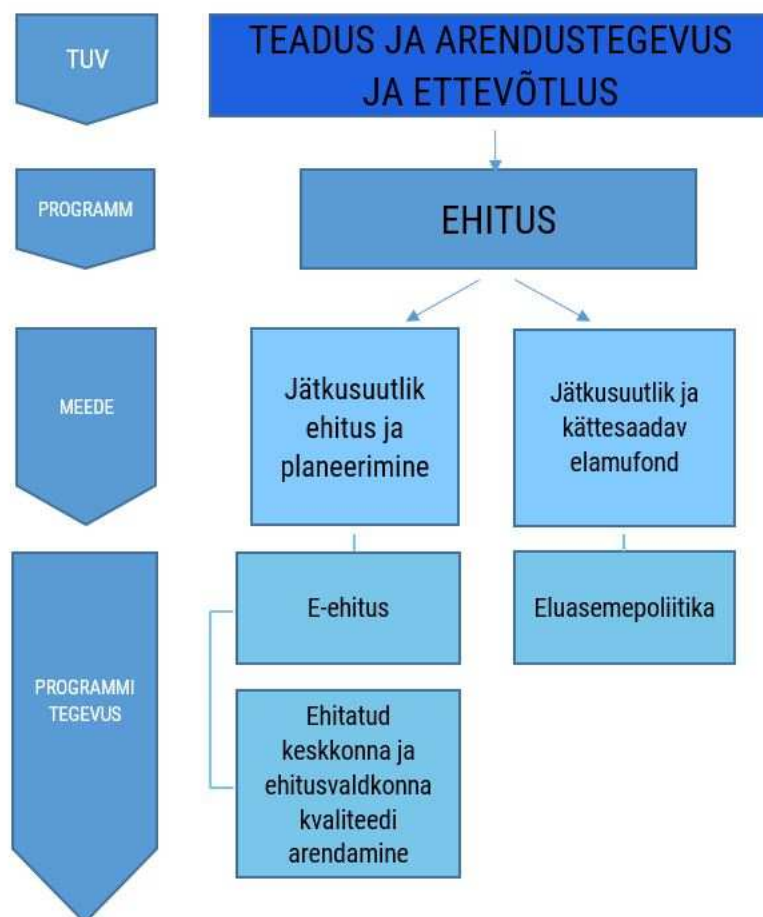 TUV
TEADUS JA ARENDUSTEGEVUS
JA ETTEVÕTLUS
PROGRAMM
EHITUS
MEEDE
Jätkusuutlik
ehitus ja
planeerimine
Jätkusuutlik ja
kättesaadav
elamufond
PROGRAMMI
TEGEVUS
E-ehitus
Eluasemepoliitika
Ehitatud
keskkonna ja
ehitusvaldkonna
kvaliteedi
arendamine